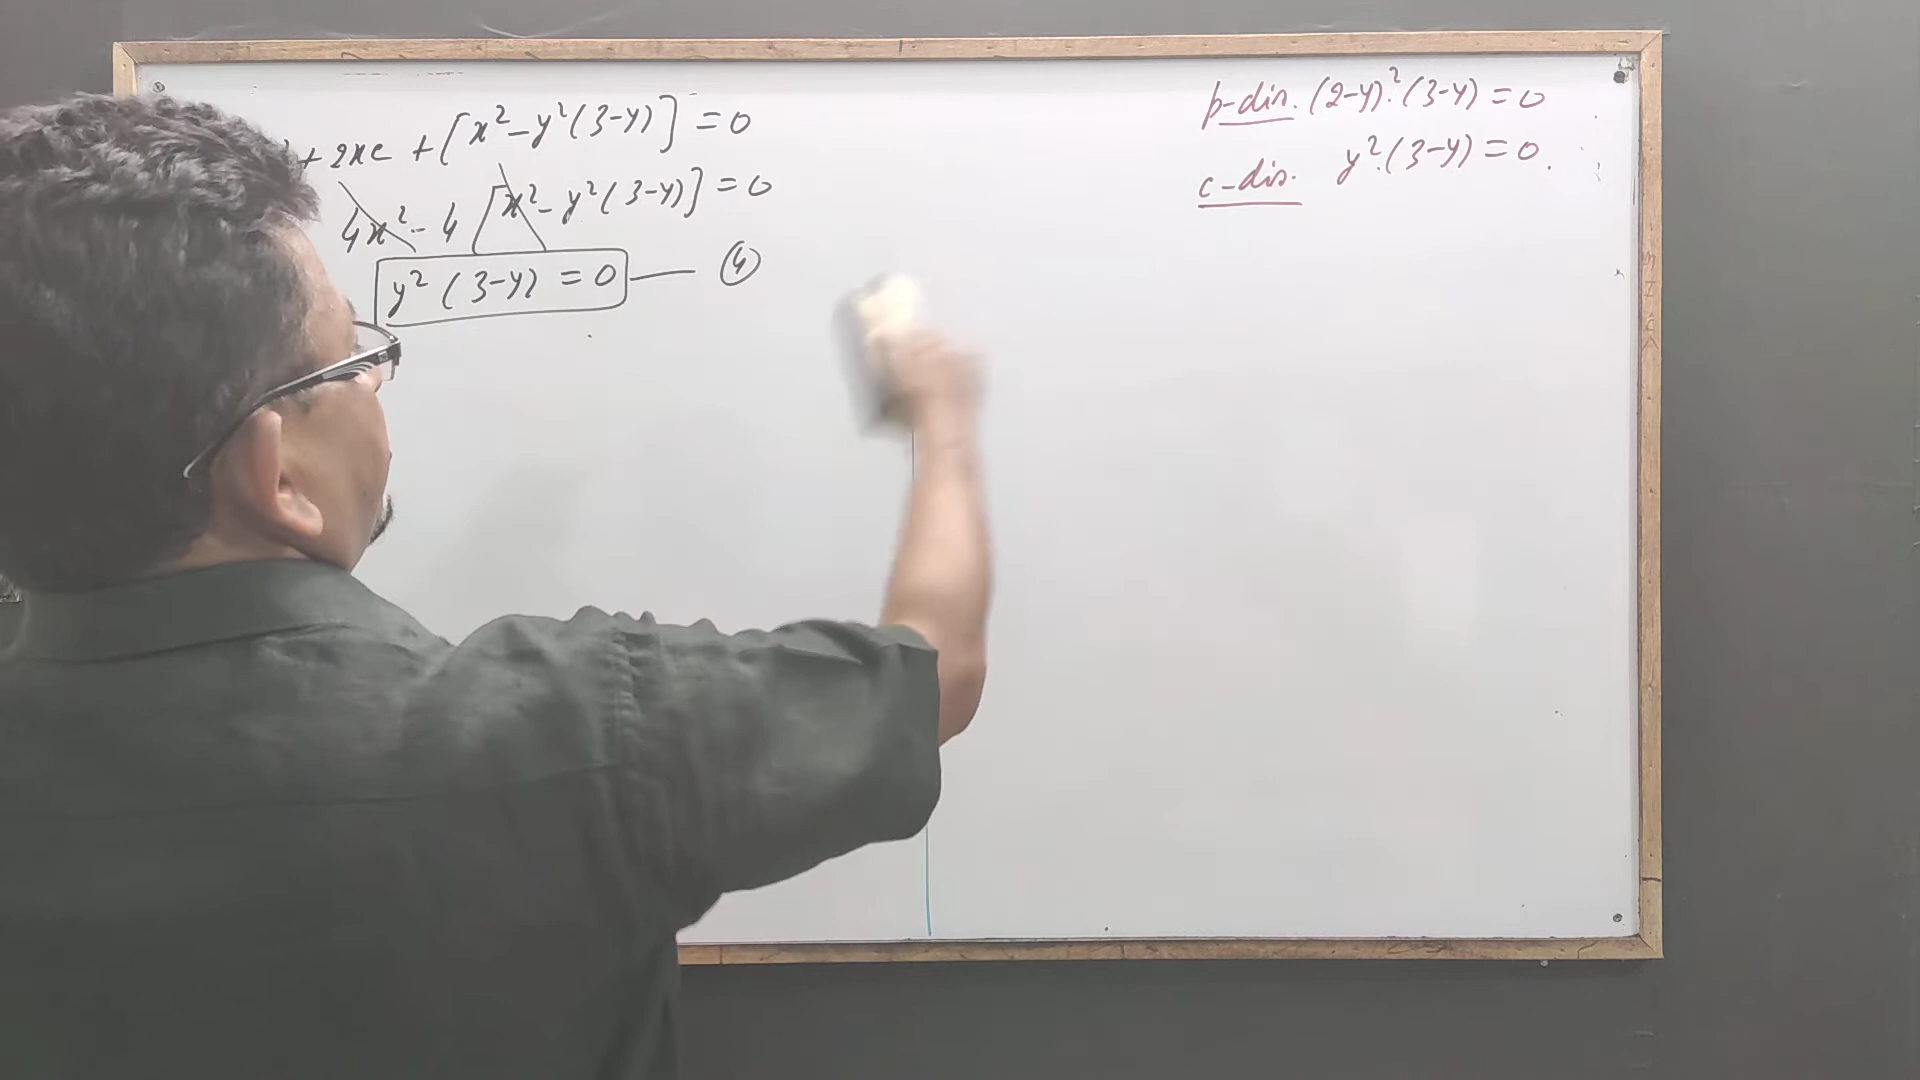 + 2xc + [x² - y²(3-y)] = 0
4x² - 4 [x² - y²(3-y)] = 0
y² (3-y) = 0 — ④
p-dis. (2-y).² (3-y) = 0
c-dis. y².(3-y) = 0.